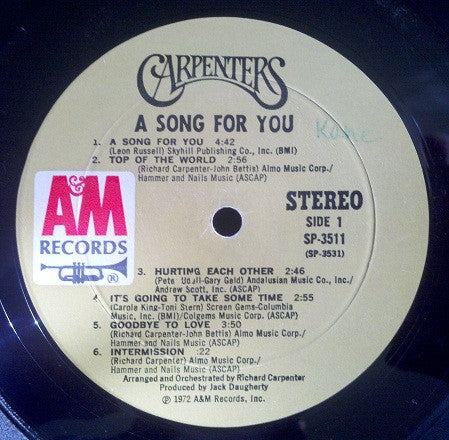 CARPENTERS
A SONG FOR YOU
1. A SONG FOR YOU 4:42
(Leon Russell) Skyhill Publishing Co., Inc. (BMI)
2. TOP OF THE WORLD 2:56
(Richard Carpenter-John Bettis) Almo Music Corp./
Hammer and Nails Music (ASCAP)
A&M
RECORDS
®
STEREO
SIDE 1
SP-3511
(SP-3531)
3. HURTING EACH OTHER 2:46
(Pete Udall-Gary Geld) Andalusian Music Co., Inc./
Andrew Scott, Inc. (ASCAP)
4. IT'S GOING TO TAKE SOME TIME 2:55
(Carole King-Toni Stern) Screen Gems-Columbia
Music, Inc. (BMI)/Colgems Music Corp. (ASCAP)
5. GOODBYE TO LOVE 3:50
(Richard Carpenter-John Bettis) Almo Music Corp./
Hammer and Nails Music (ASCAP)
6. INTERMISSION :22
(Richard Carpenter) Almo Music Corp./
Hammer and Nails Music (ASCAP)
Arranged and Orchestrated by Richard Carpenter
Produced by Jack Daugherty
Ⓟ 1972 A&M Records, Inc.